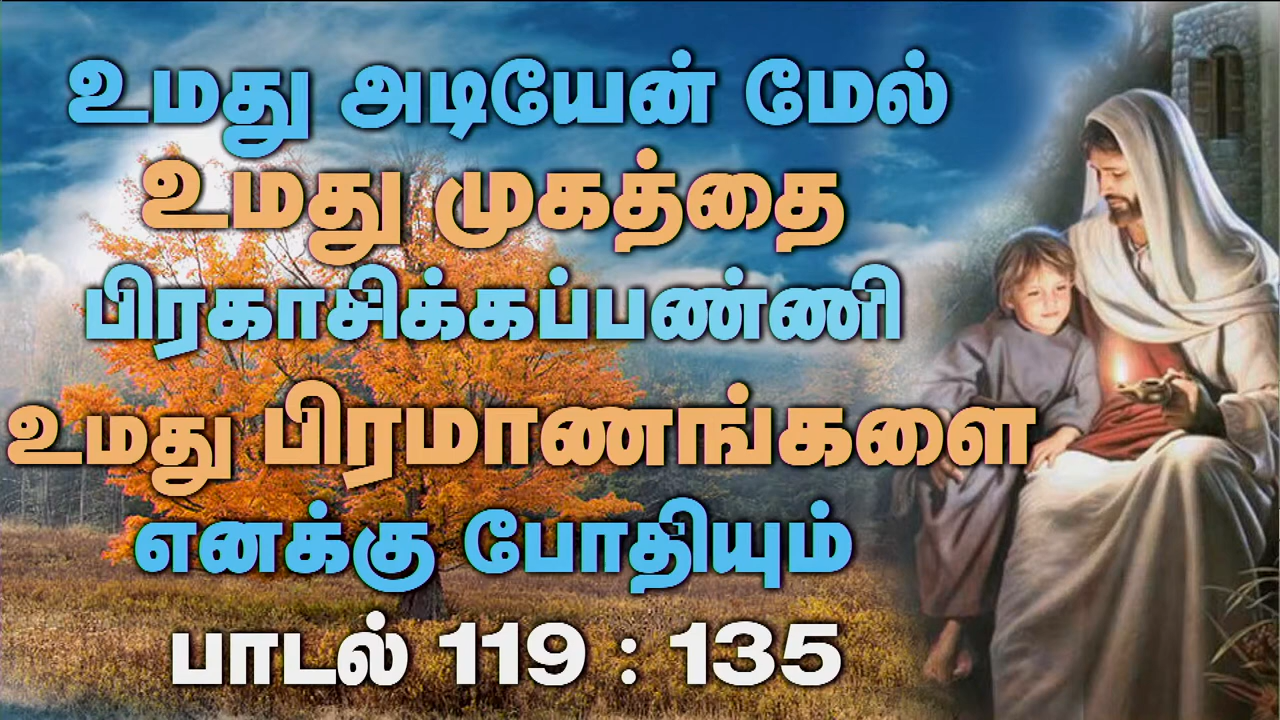 உமது அடியேன் மேல்
உமது முகத்தை
பிரகாசிக்கப்பண்ணி
உமது பிரமாணங்களை
எனக்கு போதியும்
பாடல் 119 : 135